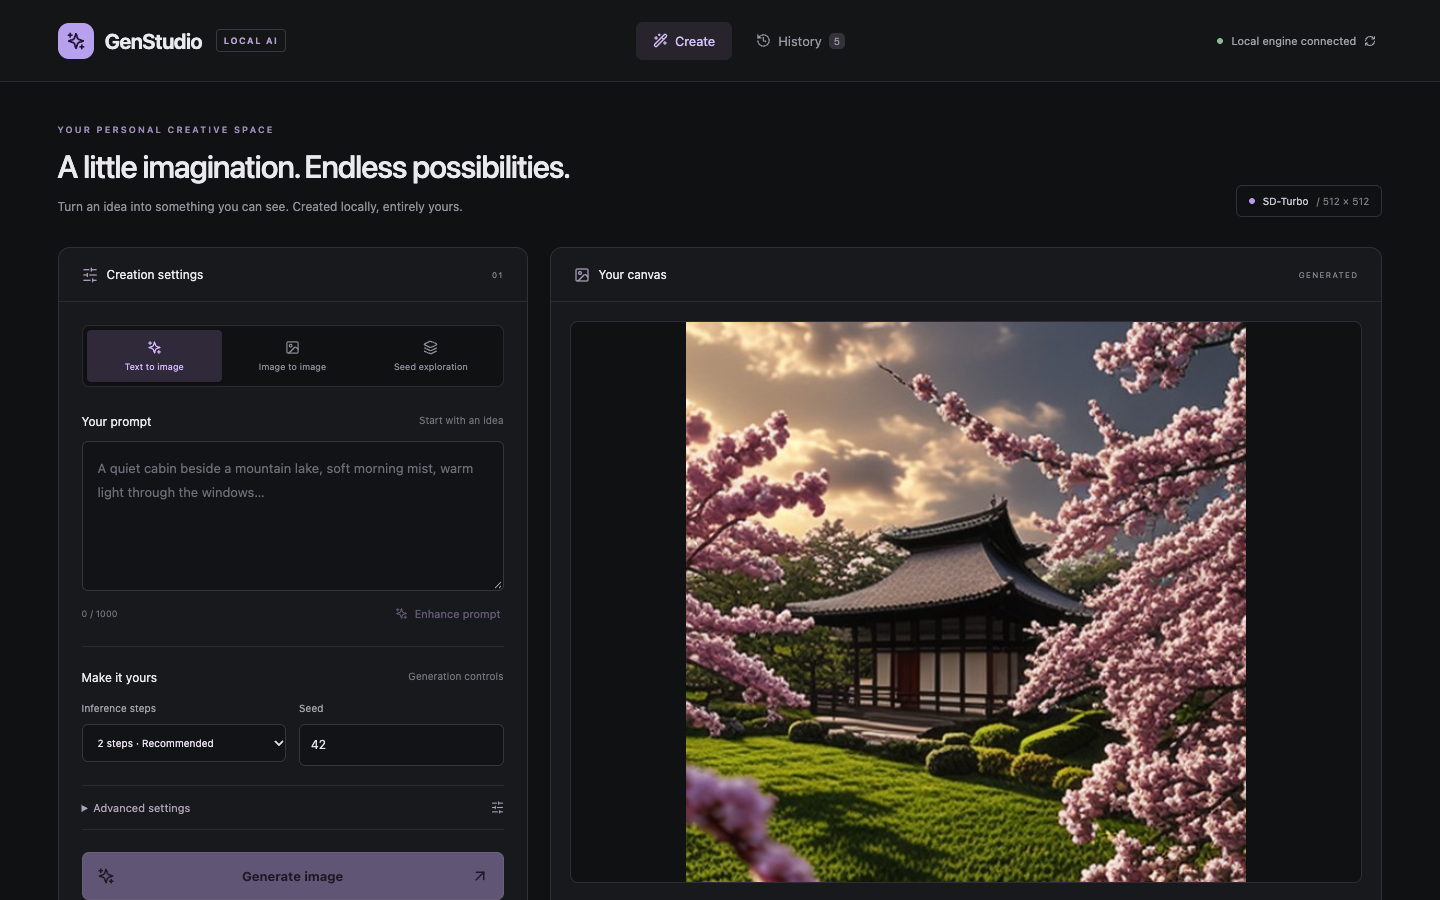 GenStudio
LOCAL AI
Create
History 5
Local engine connected
YOUR PERSONAL CREATIVE SPACE
A little imagination. Endless possibilities.
Turn an idea into something you can see. Created locally, entirely yours.
SD-Turbo / 512 × 512
Creation settings
01
Text to image
Image to image
Seed exploration
Your prompt
Start with an idea
A quiet cabin beside a mountain lake, soft morning mist, warm
light through the windows...
0 / 1000
Enhance prompt
Make it yours
Generation controls
Inference steps
Seed
2 steps · Recommended
42
Advanced settings
Generate image
Your canvas
GENERATED